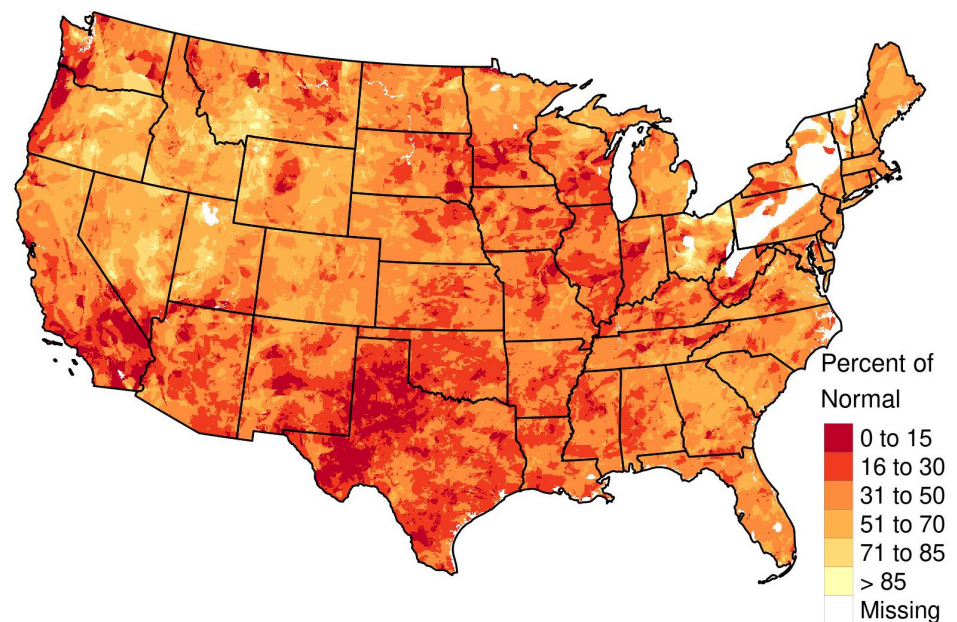 Percent of
Normal
0 to 15
16 to 30
31 to 50
51 to 70
71 to 85
> 85
Missing